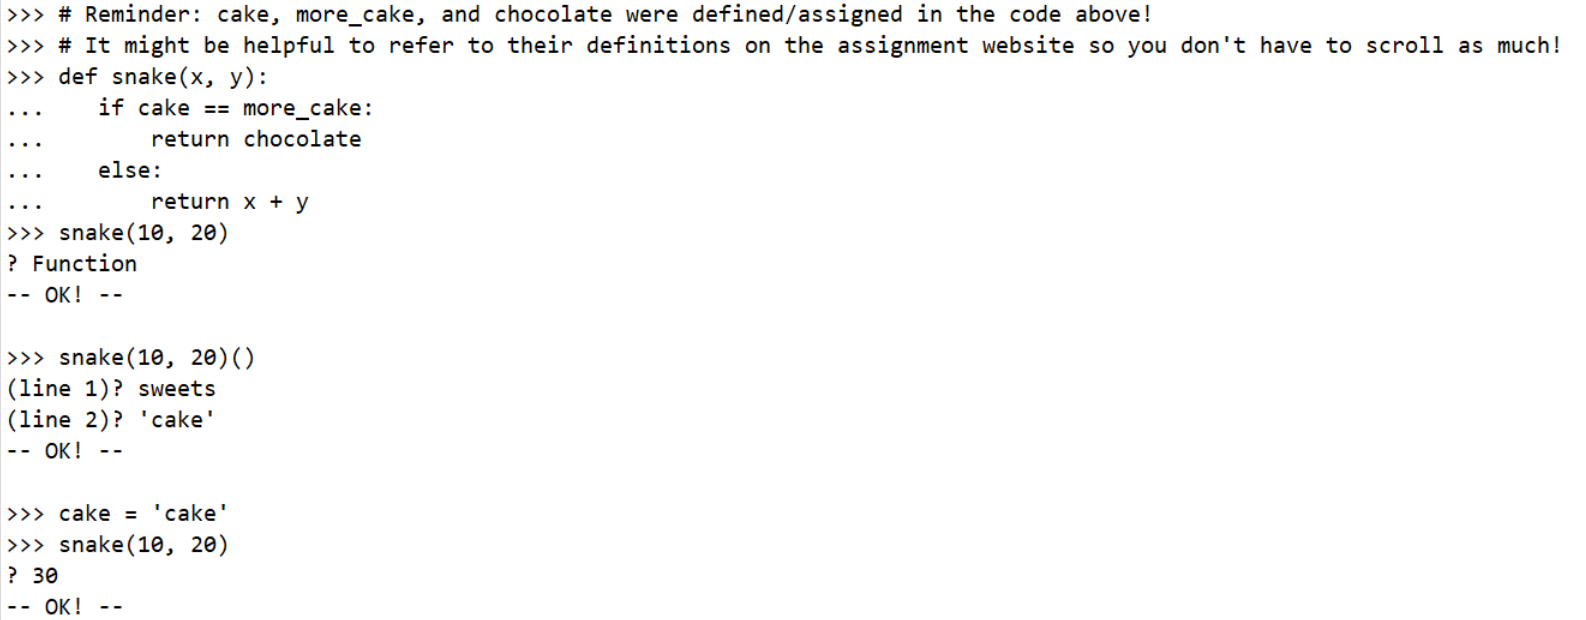 >>> # Reminder: cake, more_cake, and chocolate were defined/assigned in the code above!
>>> # It might be helpful to refer to their definitions on the assignment website so you don't have to scroll as much!
>>> def snake(x, y):
...    if cake == more_cake:
...        return chocolate
...    else:
...        return x + y
>>> snake(10, 20)
? Function
-- OK! --

>>> snake(10, 20)()
(line 1)? sweets
(line 2)? 'cake'
-- OK! --

>>> cake = 'cake'
>>> snake(10, 20)
? 30
-- OK! --